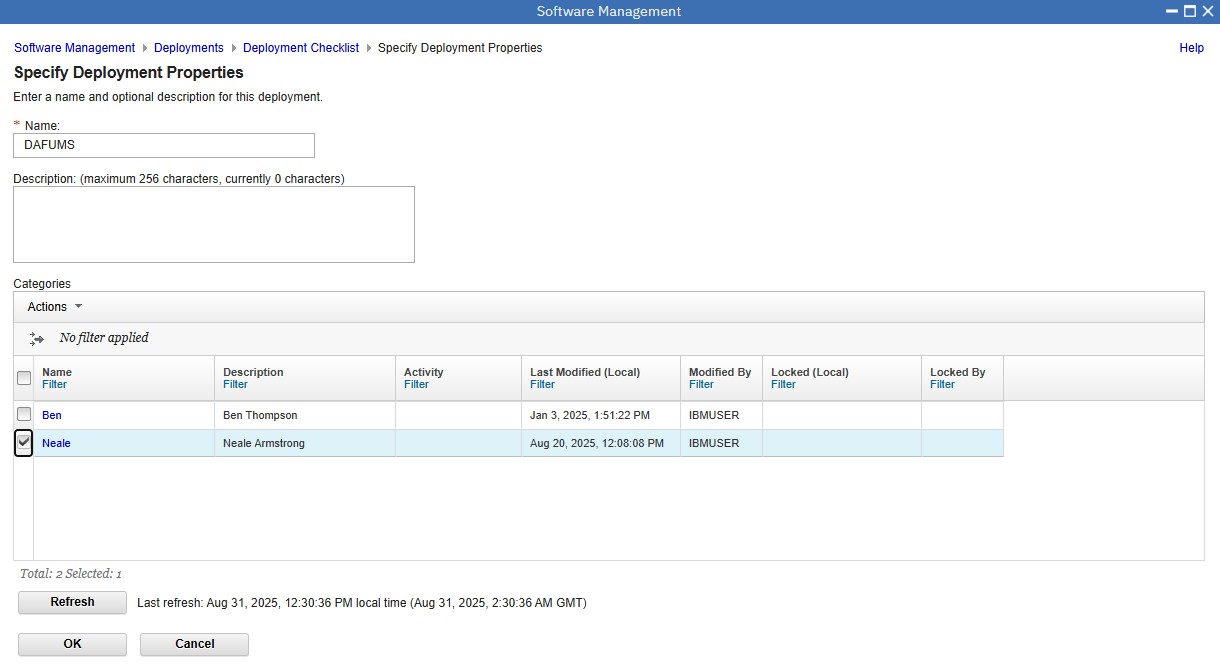 Software Management
Software Management Deployments Deployment Checklist Specify Deployment Properties Help
Specify Deployment Properties
Enter a name and optional description for this deployment.
* Name:
DAFUMS
Description: (maximum 256 characters, currently 0 characters)
Categories
Actions
No filter applied
Name Description Activity Last Modified (Local) Modified By Locked (Local) Locked By
Filter Filter Filter Filter Filter Filter Filter
Ben Ben Thompson Jan 3, 2025, 1:51:22 PM IBMUSER
Neale Neale Armstrong Aug 20, 2025, 12:08:08 PM IBMUSER
Total: 2 Selected: 1
Refresh Last refresh: Aug 31, 2025, 12:30:36 PM local time (Aug 31, 2025, 2:30:36 AM GMT)
OK Cancel